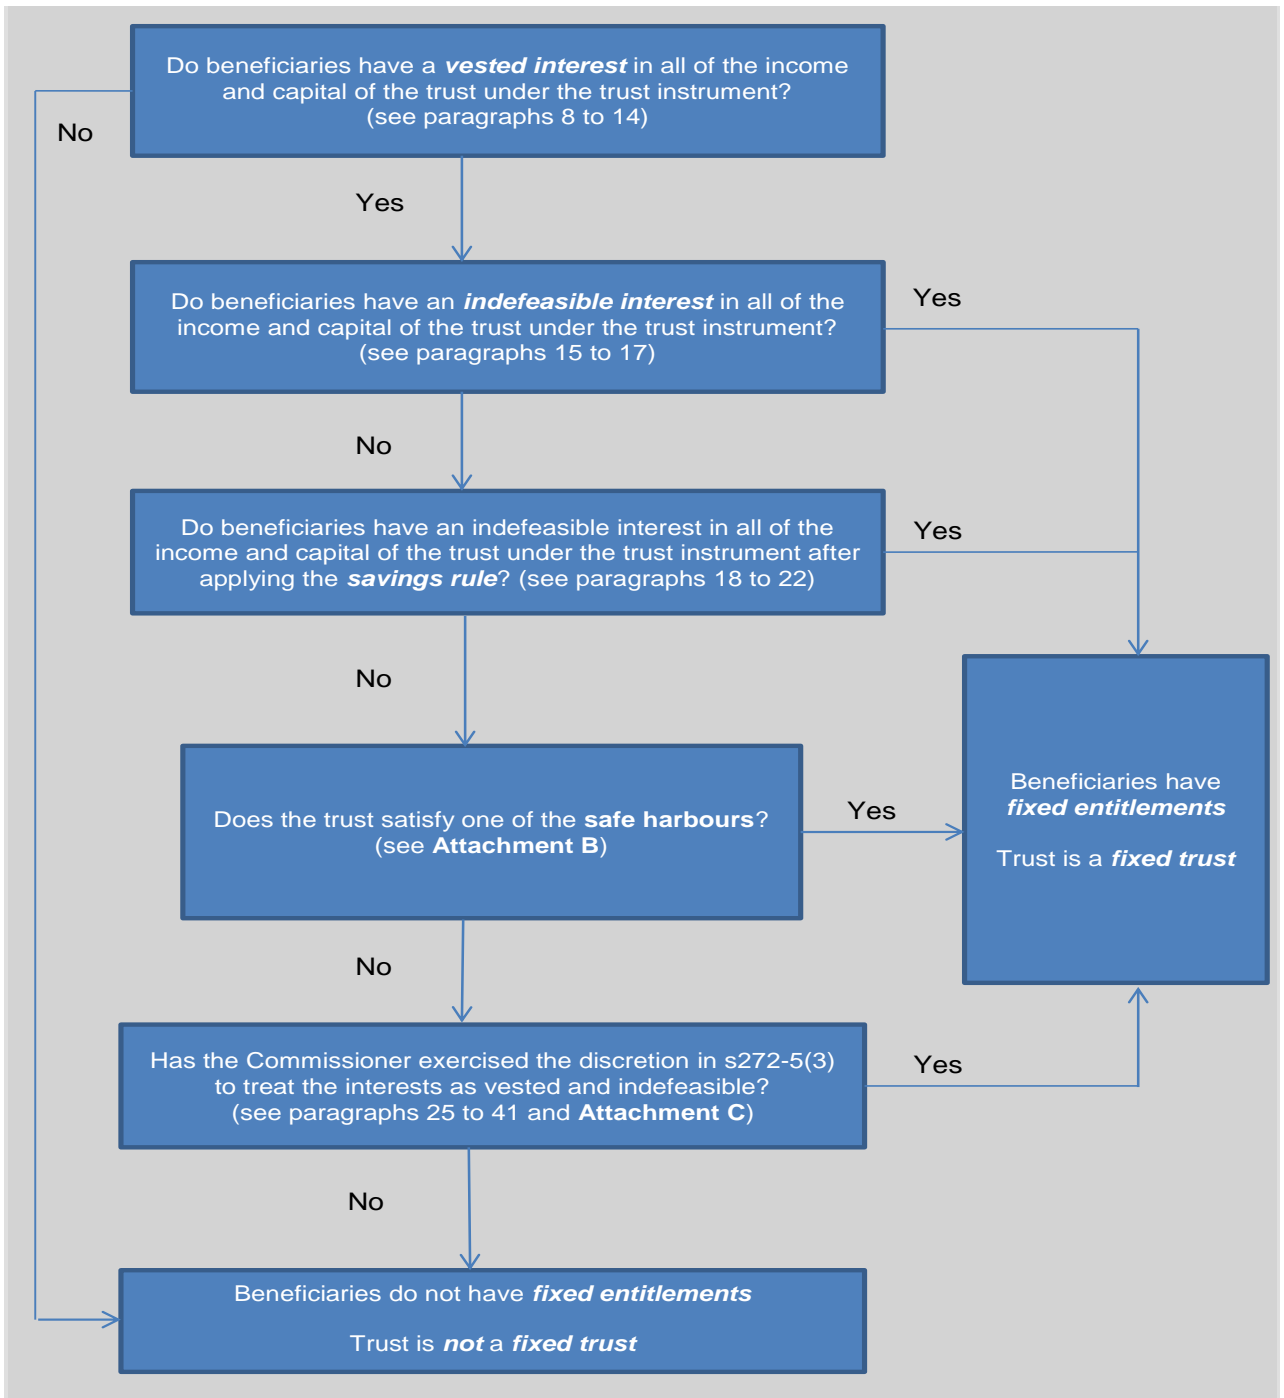 Do beneficiaries have a vested interest in all of the income
and capital of the trust under the trust instrument?
(see paragraphs 8 to 14)
No
Yes
Do beneficiaries have an indefeasible interest in all of the
income and capital of the trust under the trust instrument?
(see paragraphs 15 to 17)
Yes
No
Do beneficiaries have an indefeasible interest in all of the
income and capital of the trust under the trust instrument after
applying the savings rule? (see paragraphs 18 to 22)
Yes
No
Does the trust satisfy one of the safe harbours?
(see Attachment B)
Yes
Beneficiaries have
fixed entitlements
Trust is a fixed trust
No
Has the Commissioner exercised the discretion in s272-5(3)
to treat the interests as vested and indefeasible?
(see paragraphs 25 to 41 and Attachment C)
Yes
No
Beneficiaries do not have fixed entitlements
Trust is not a fixed trust